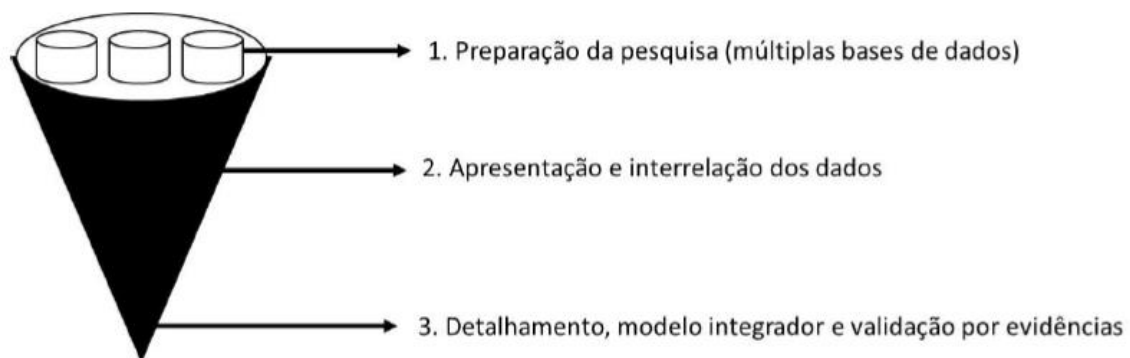 1. Preparação da pesquisa (múltiplas bases de dados)
2. Apresentação e interrelação dos dados
3. Detalhamento, modelo integrador e validação por evidências